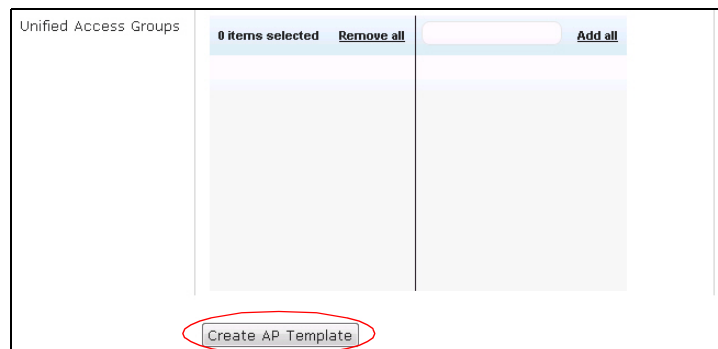 Unified Access Groups
0 items selected Remove all Add all
Create AP Template